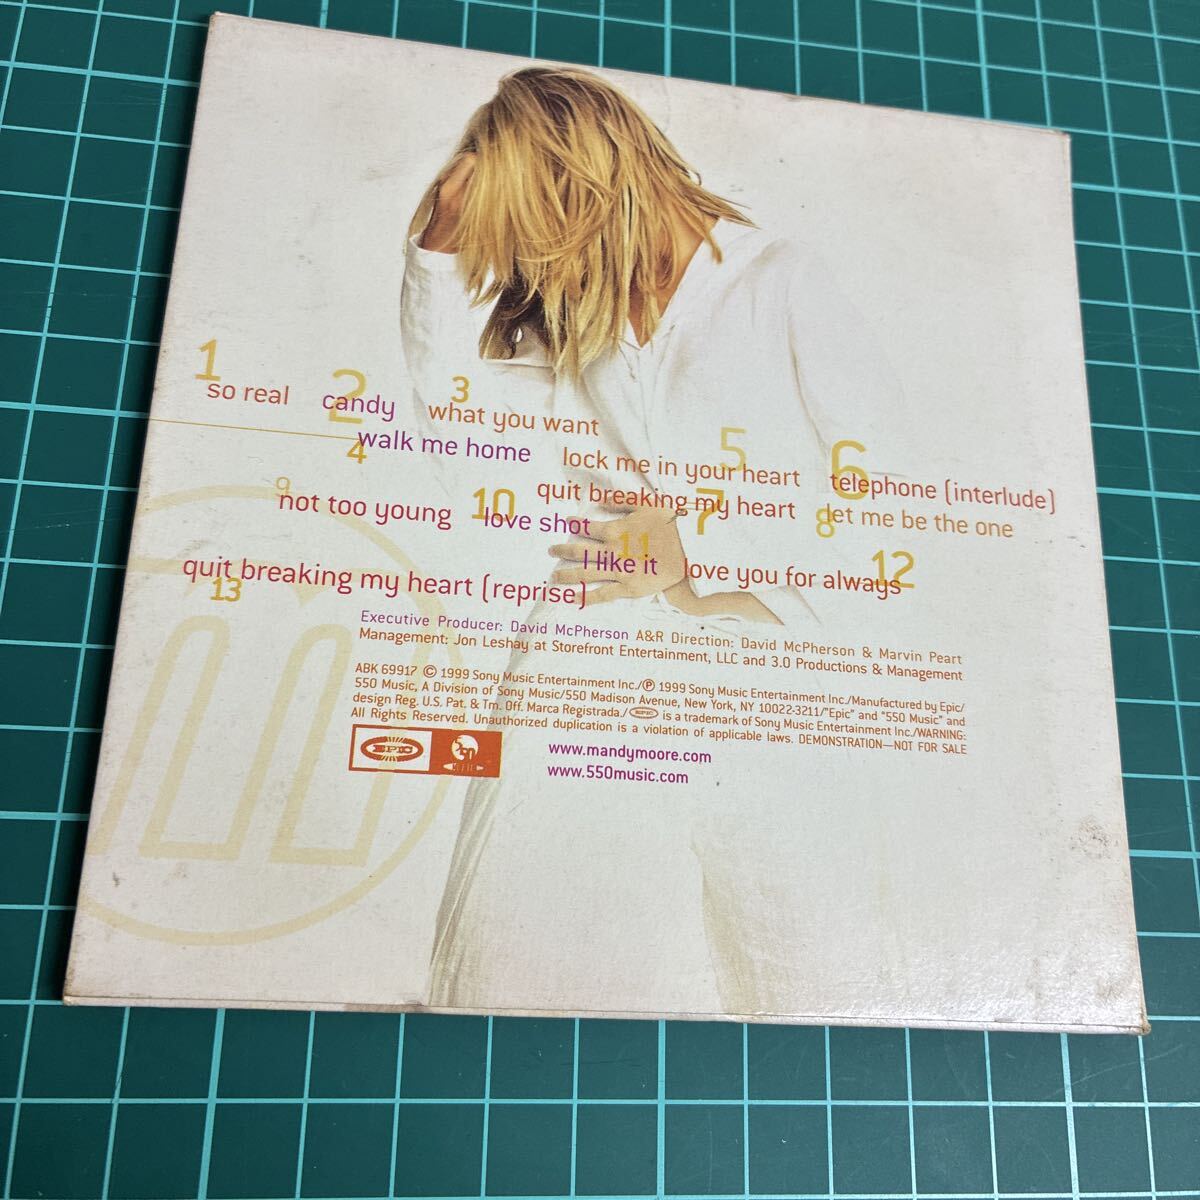 1 so real 2 candy 3 what you want
4 walk me home 5 lock me in your heart 6 telephone (interlude)
9 not too young 10 love shot 7 quit breaking my heart 8 let me be the one
11 I like it 12 love you for always
13 quit breaking my heart (reprise)
Executive Producer: David McPherson A&R Direction: David McPherson & Marvin Peart
Management: Jon Leshay at Storefront Entertainment, LLC and 3.0 Productions & Management
ABK 69917 © 1999 Sony Music Entertainment Inc./℗ 1999 Sony Music Entertainment Inc./Manufactured by Epic/
550 Music, A Division of Sony Music/550 Madison Avenue, New York, NY 10022-3211/"Epic" and "550 Music" and
design Reg. U.S. Pat. & Tm. Off. Marca Registrada./ EPIC is a trademark of Sony Music Entertainment Inc./WARNING:
All Rights Reserved. Unauthorized duplication is a violation of applicable laws. DEMONSTRATION—NOT FOR SALE
EPIC 550 MUSIC
www.mandymoore.com
www.550music.com
m